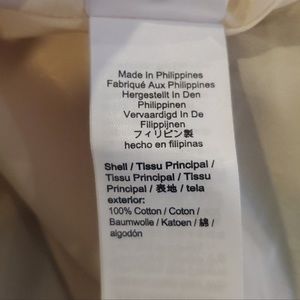 Made In Philippines
Fabriqué Aux Philippines
Hergestellt In Den
Philippinen
Vervaardigd In De
Filippijnen
フィリピン製
hecho en filipinas
Shell / Tissu Principal /
Tissu Principal / Tissu
Principal / 表地 / tela
exterior:
100% Cotton / Coton /
Baumwolle / Katoen / 綿 /
algodón